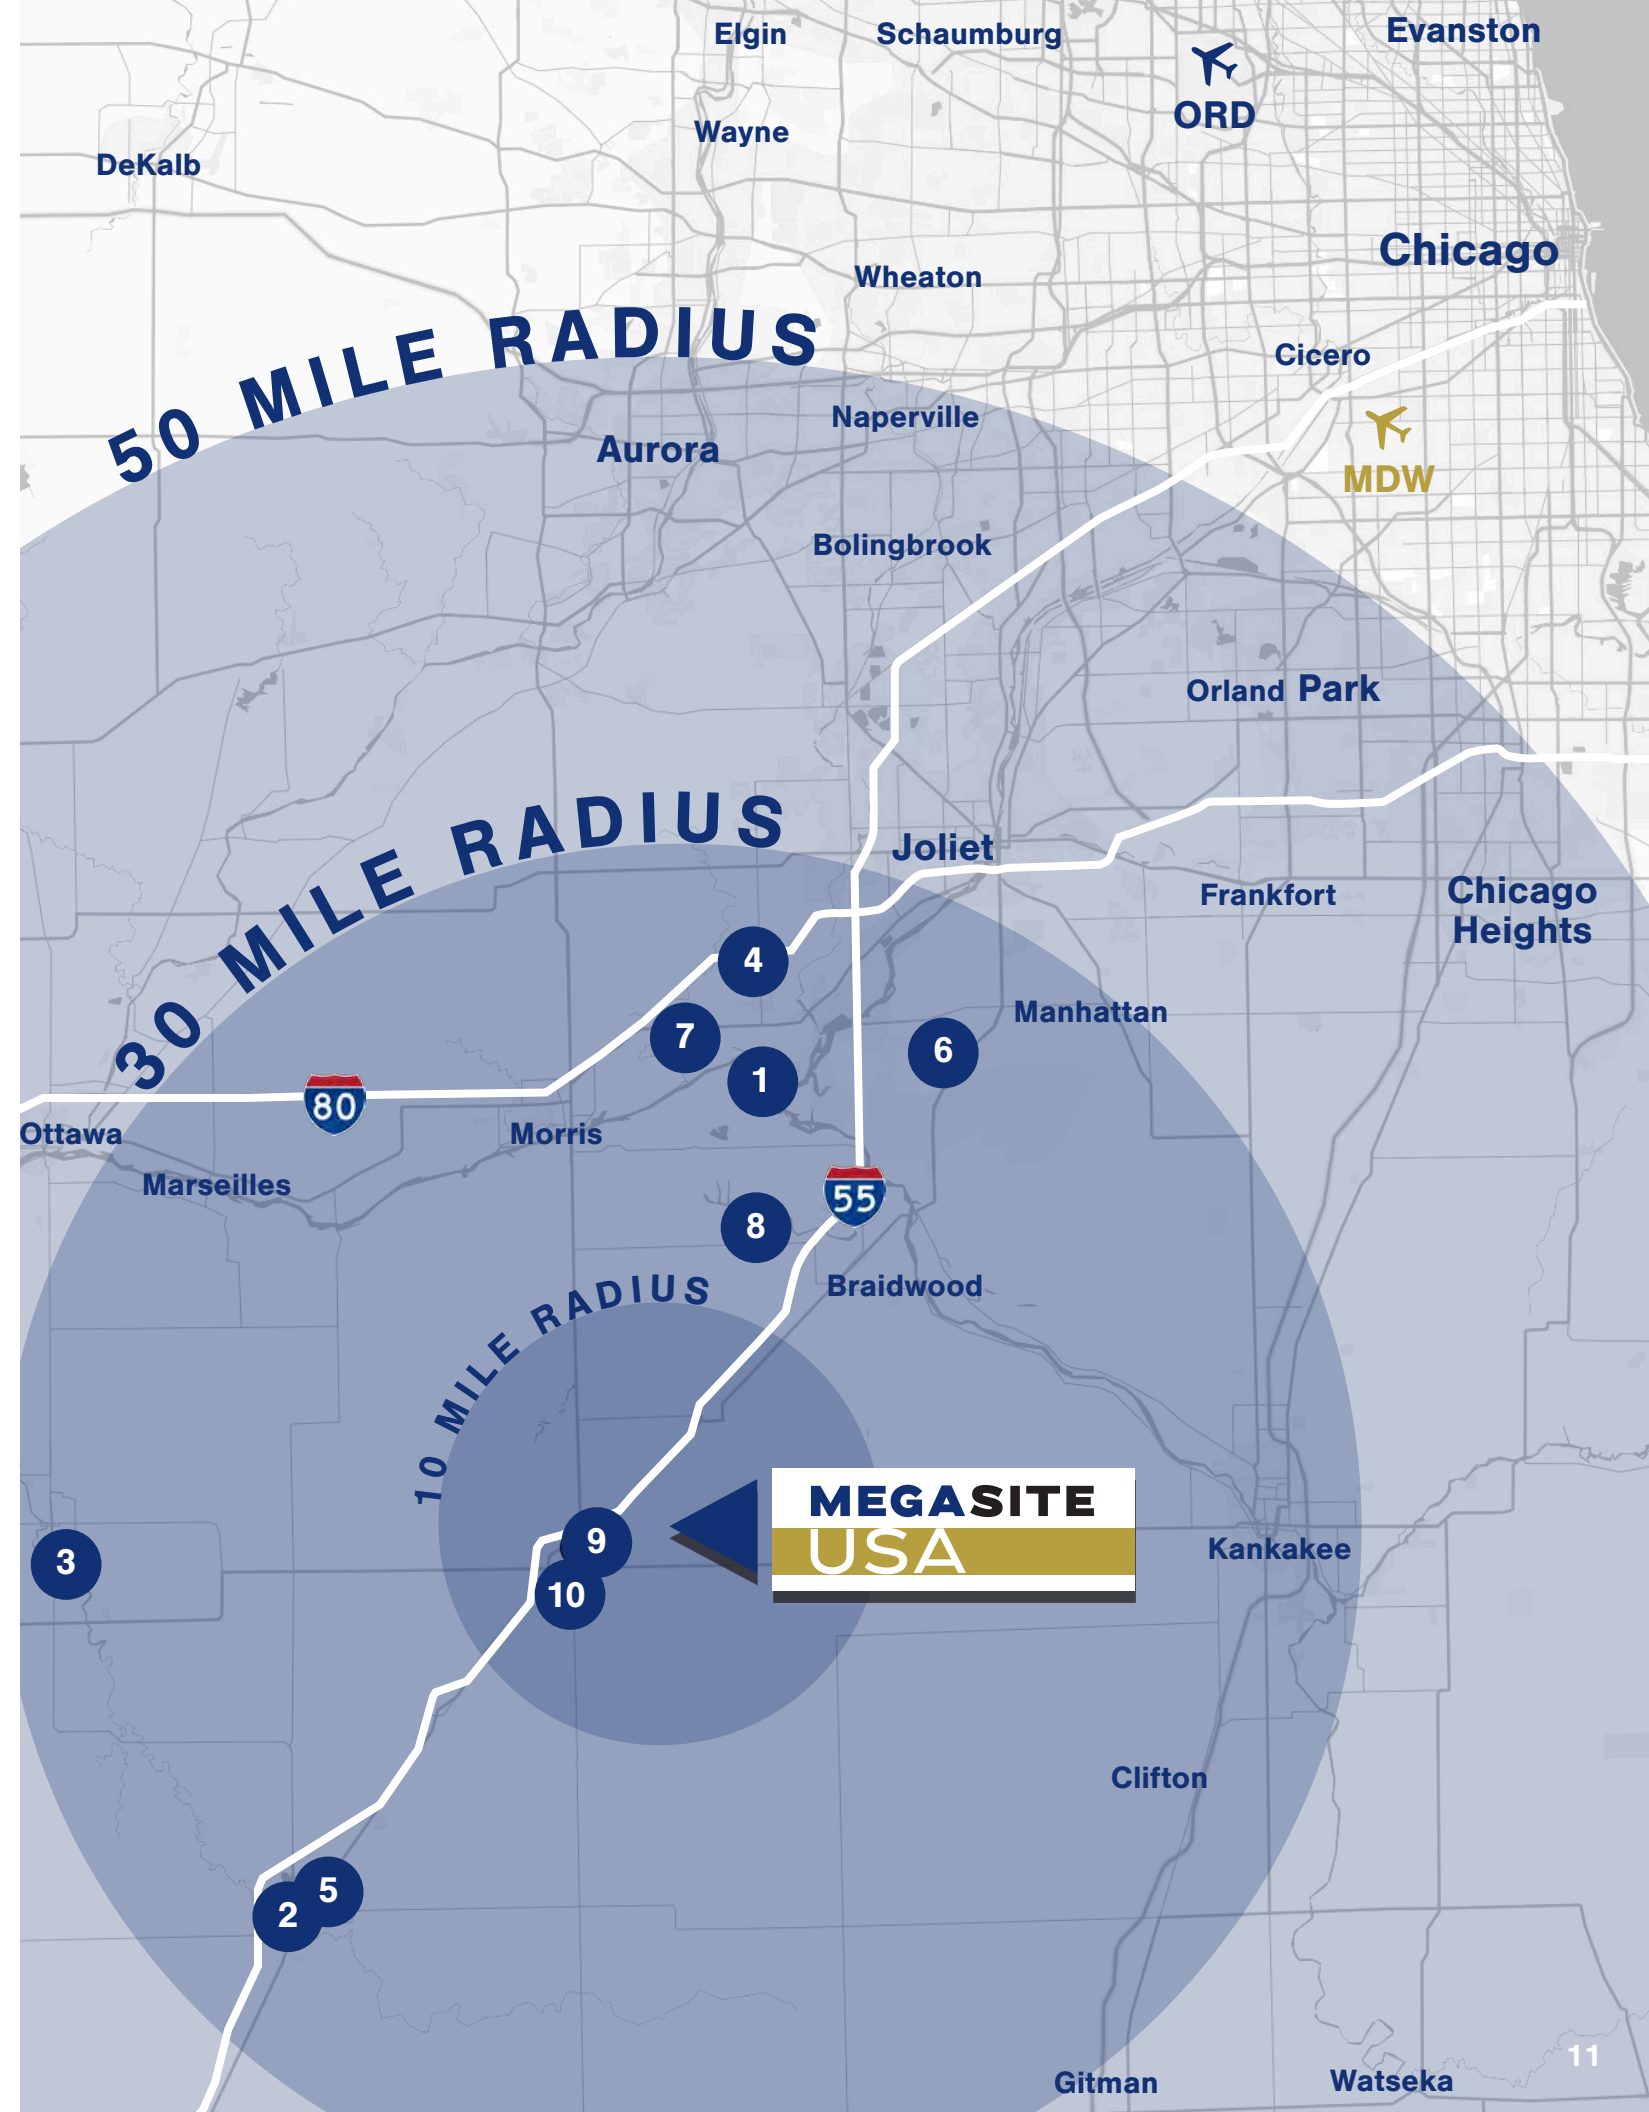 Elgin
Schaumburg
Evanston
ORD
Wayne
DeKalb
Chicago
Wheaton
50 MILE RADIUS
Cicero
Naperville
Aurora
MDW
Bolingbrook
Orland Park
30 MILE RADIUS
Joliet
Frankfort
Chicago
Heights
4
Manhattan
7
6
1
80
Ottawa
Morris
Marseilles
55
8
Braidwood
10 MILE RADIUS
MEGASITE
USA
9
Kankakee
3
10
Clifton
5
2
11
Gitman
Watseka